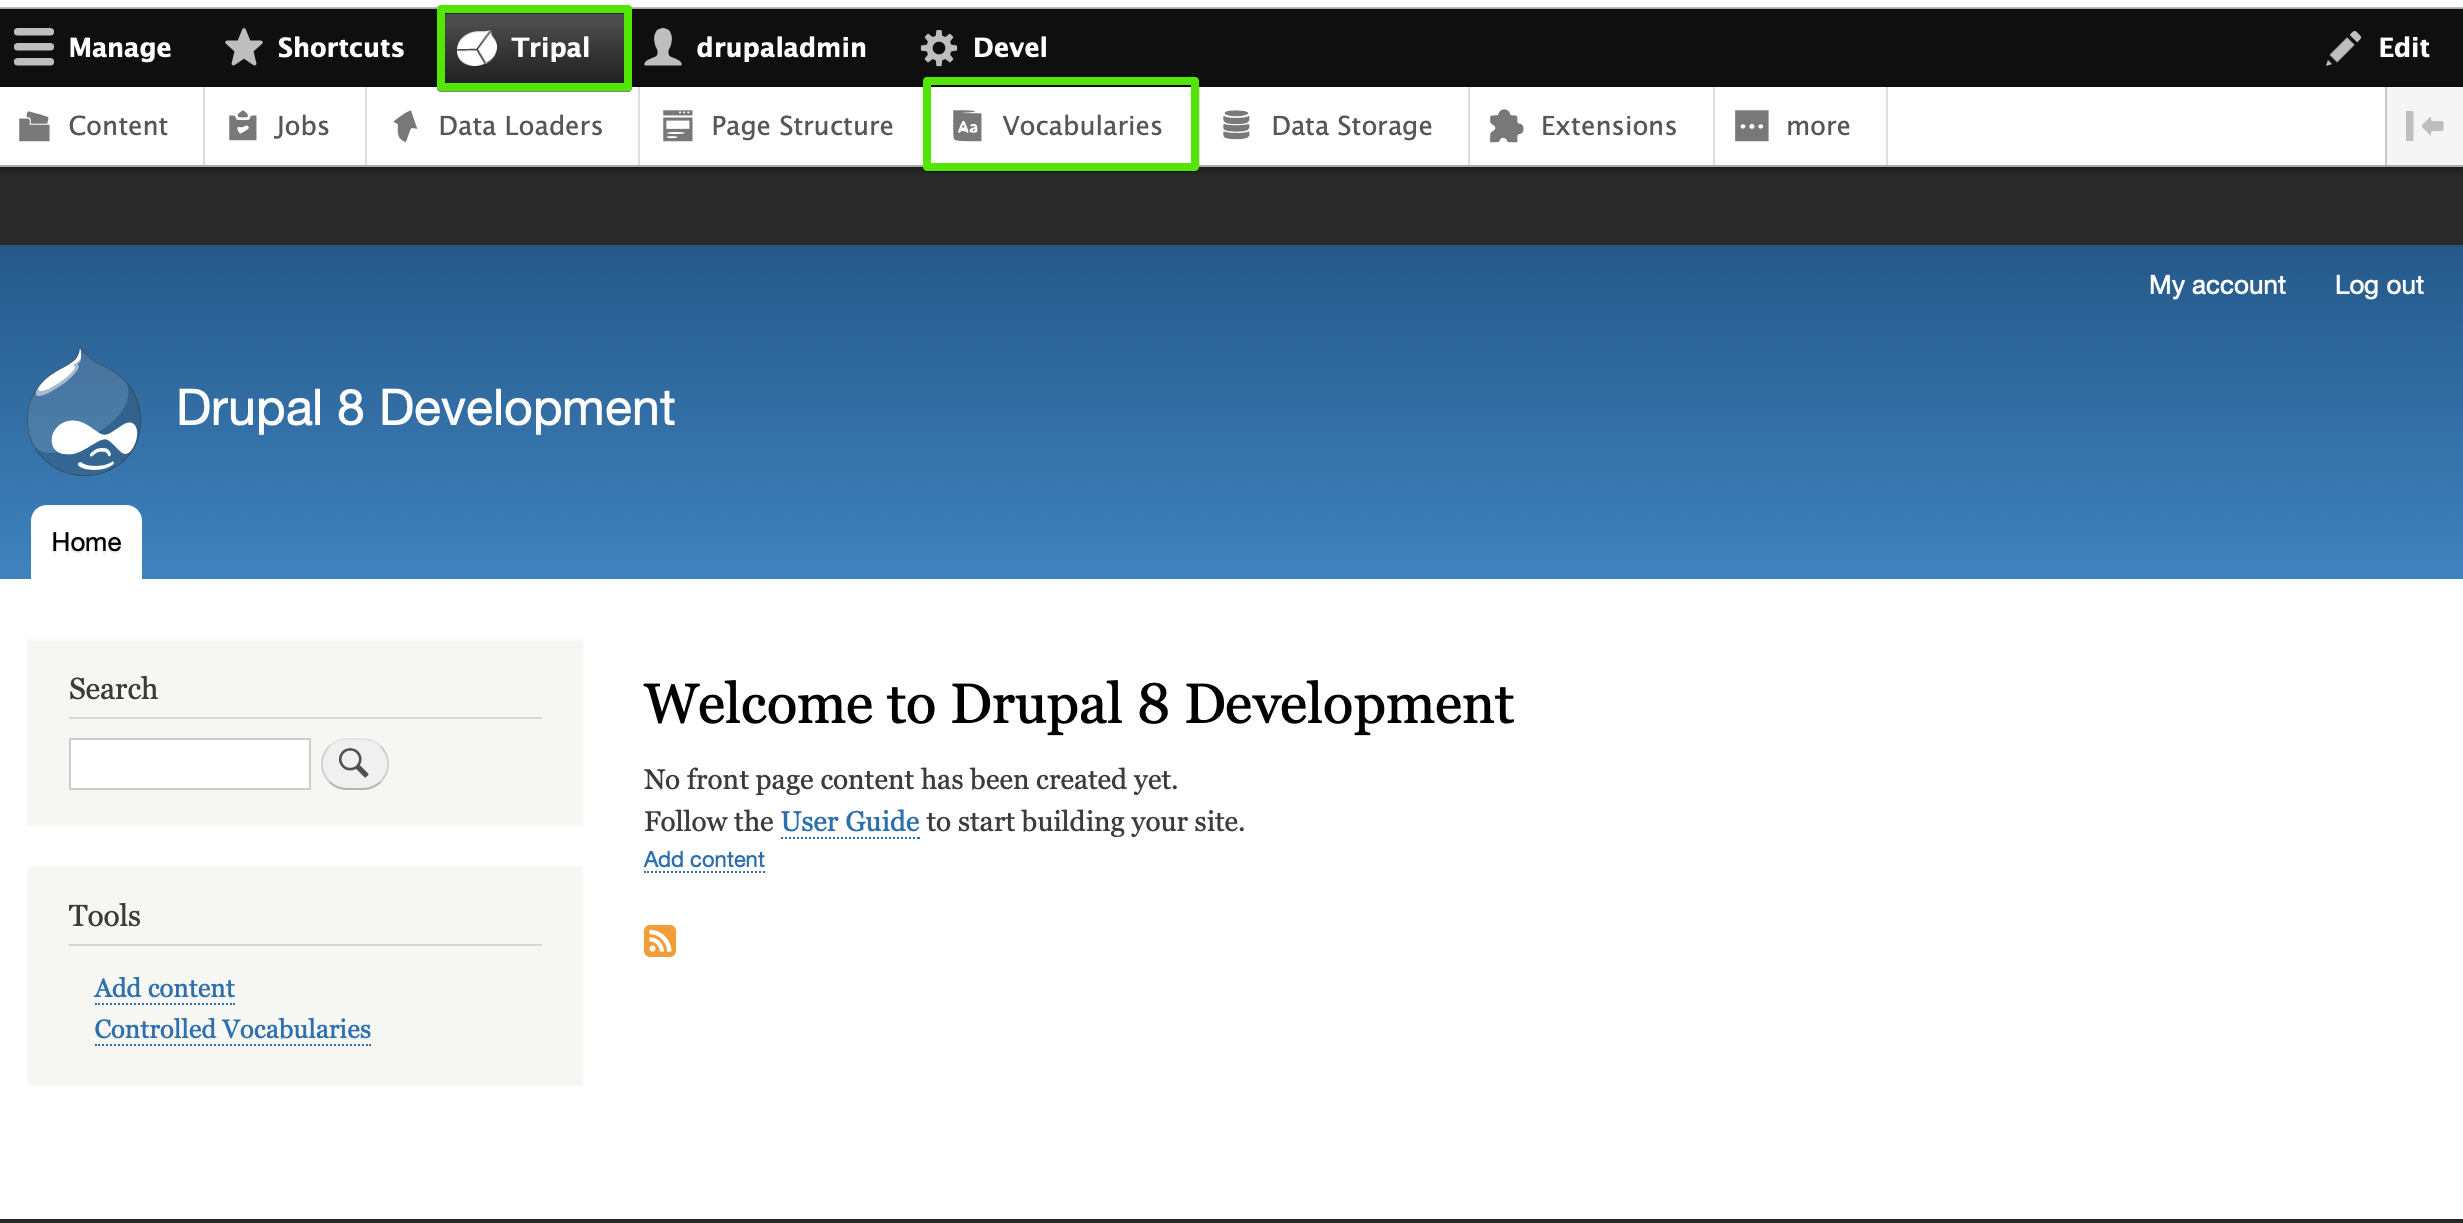 Manage Shortcuts Tripal drupaladmin Devel Edit
Content Jobs Data Loaders Page Structure Aa Vocabularies Data Storage Extensions more
My account Log out
Drupal 8 Development
Home
Search
Welcome to Drupal 8 Development
No front page content has been created yet.
Follow the User Guide to start building your site.
Add content
Tools
Add content
Controlled Vocabularies